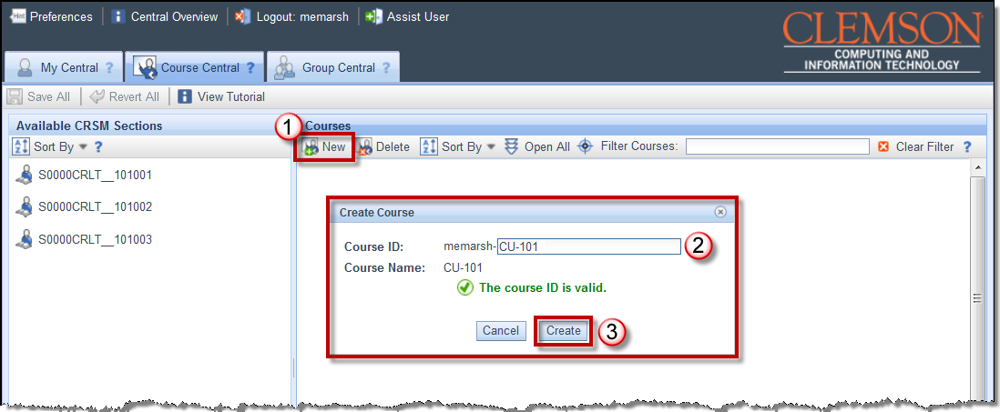 Hist Preferences Central Overview Logout: memarsh Assist User
CLEMSON
COMPUTING AND
INFORMATION TECHNOLOGY
My Central ? Course Central ? Group Central ?
Save All Revert All View Tutorial
Available CRSM Sections
1 Courses
A Z Sort By ?
New Delete A Z Sort By Open All Filter Courses: Clear Filter ?
S0000CRLT__101001
S0000CRLT__101002
S0000CRLT__101003
Create Course
Course ID: memarsh-CU-101 2
Course Name: CU-101
The course ID is valid.
Cancel Create 3